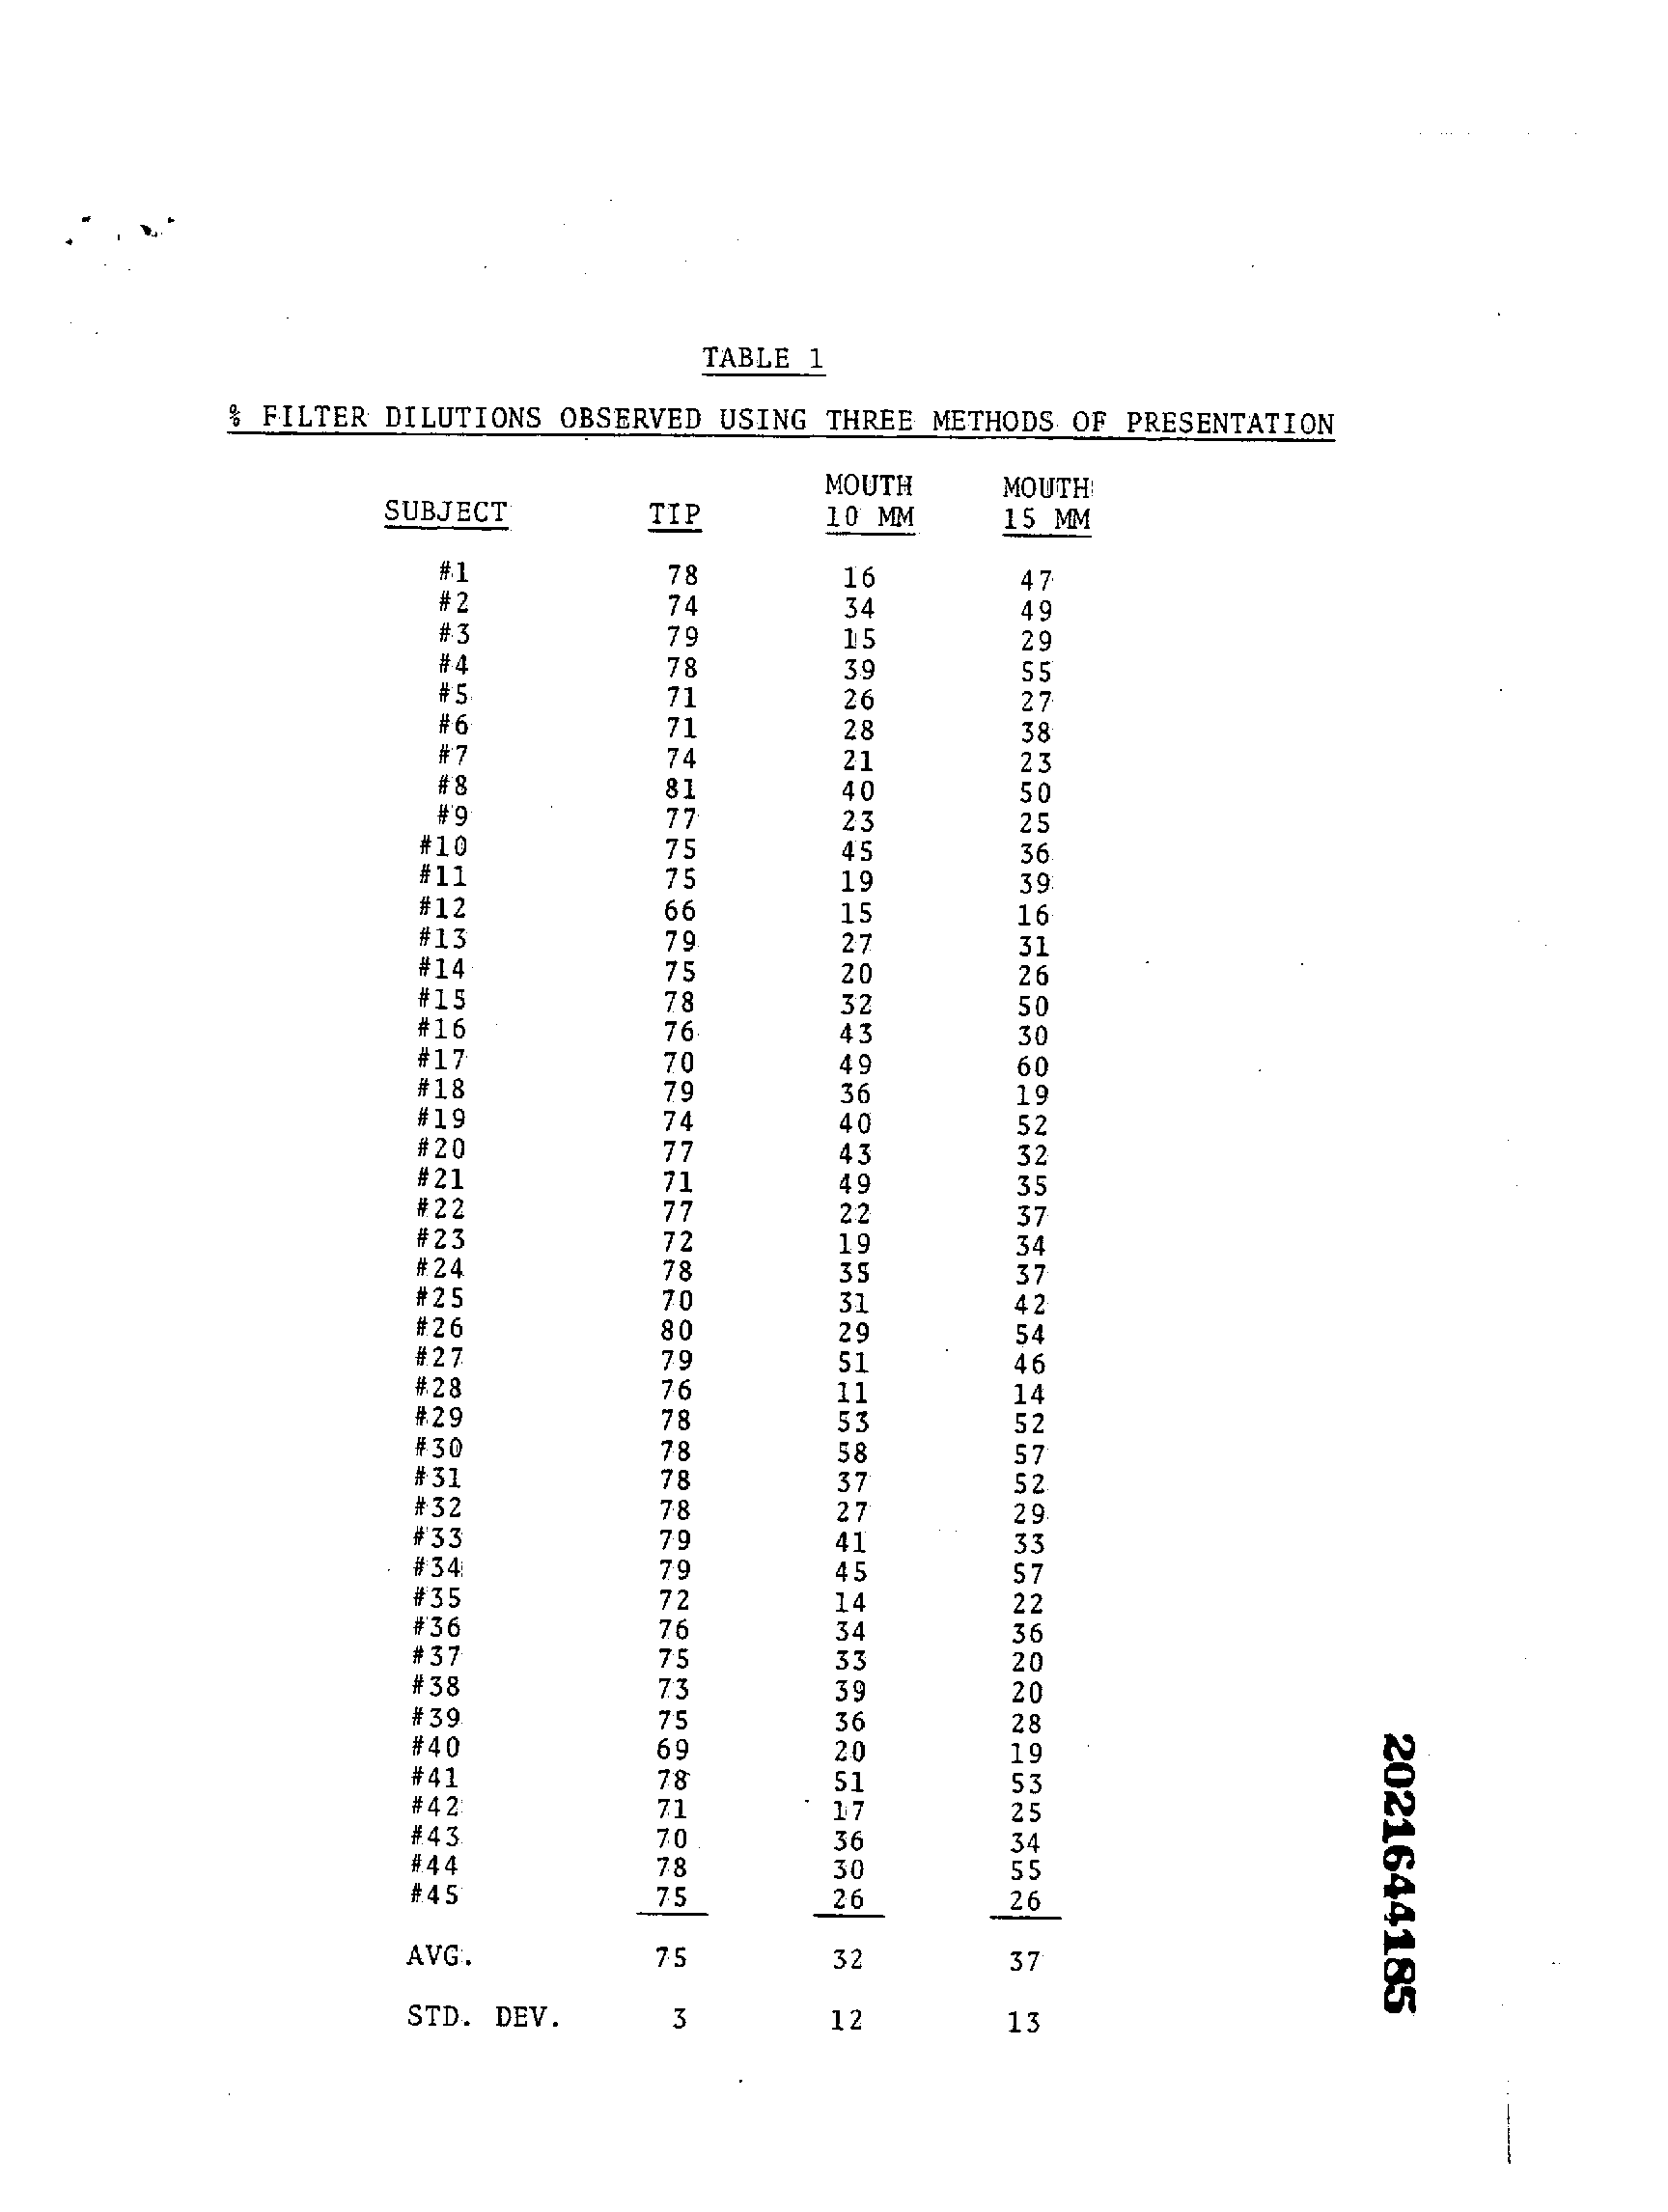 TABLE 1
% FILTER DILUTIONS OBSERVED USING THREE METHODS OF PRESENTATION
MOUTH MOUTH
SUBJECT TIP 10 MM 15 MM
#1 78 16 47
#2 74 34 49
#3 79 15 29
#4 78 39 55
#5 71 26 27
#6 71 28 38
#7 74 21 23
#8 81 40 50
#9 77 23 25
#10 75 45 36
#11 75 19 39
#12 66 15 16
#13 79 27 31
#14 75 20 26
#15 78 32 50
#16 76 43 30
#17 70 49 60
#18 79 36 19
#19 74 40 52
#20 77 43 32
#21 71 49 35
#22 77 22 37
#23 72 19 34
#24 78 35 37
#25 70 31 42
#26 80 29 54
#27 79 51 46
#28 76 11 14
#29 78 53 52
#30 78 58 57
#31 78 37 52
#32 78 27 29
#33 79 41 33
#34 79 45 57
#35 72 14 22
#36 76 34 36
#37 75 33 20
#38 73 39 20
#39 75 36 28
#40 69 20 19
#41 78 51 53
#42 71 17 25
#43 70 36 34
#44 78 30 55
#45 75 26 26
AVG. 75 32 37
STD. DEV. 3 12 13
2021644185